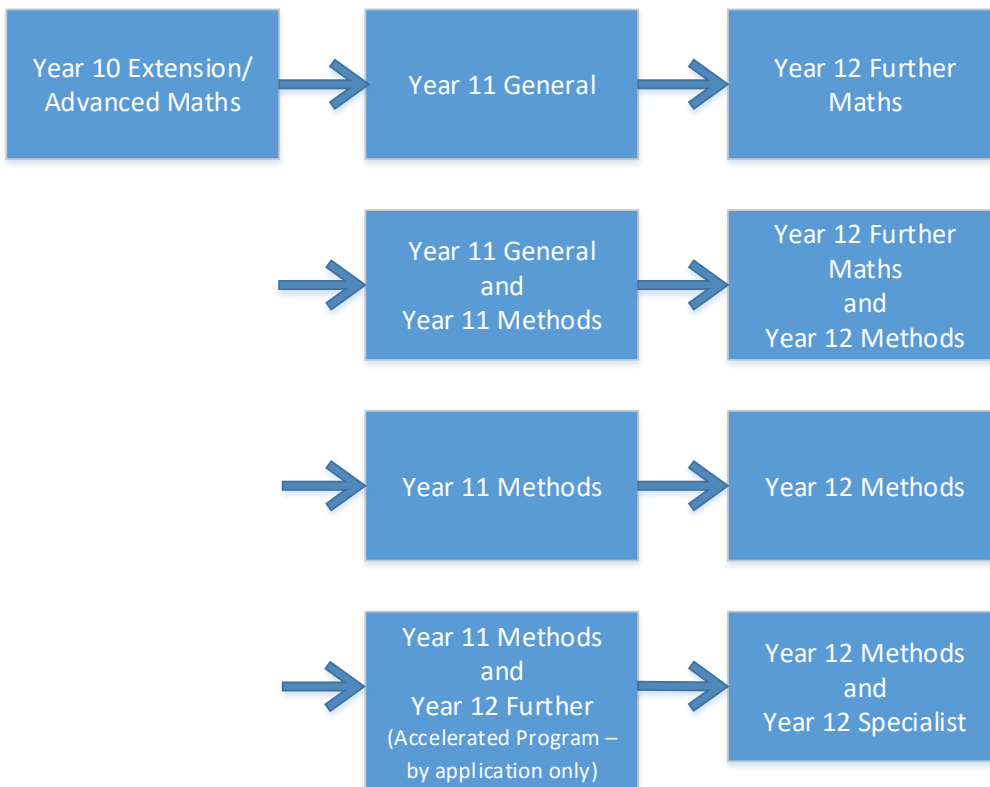 Year 10 Extension/
Advanced Maths
Year 11 General
Year 12 Further
Maths
Year 11 General
and
Year 11 Methods
Year 12 Further
Maths
and
Year 12 Methods
Year 11 Methods
Year 12 Methods
Year 11 Methods
and
Year 12 Further
(Accelerated Program –
by application only)
Year 12 Methods
and
Year 12 Specialist